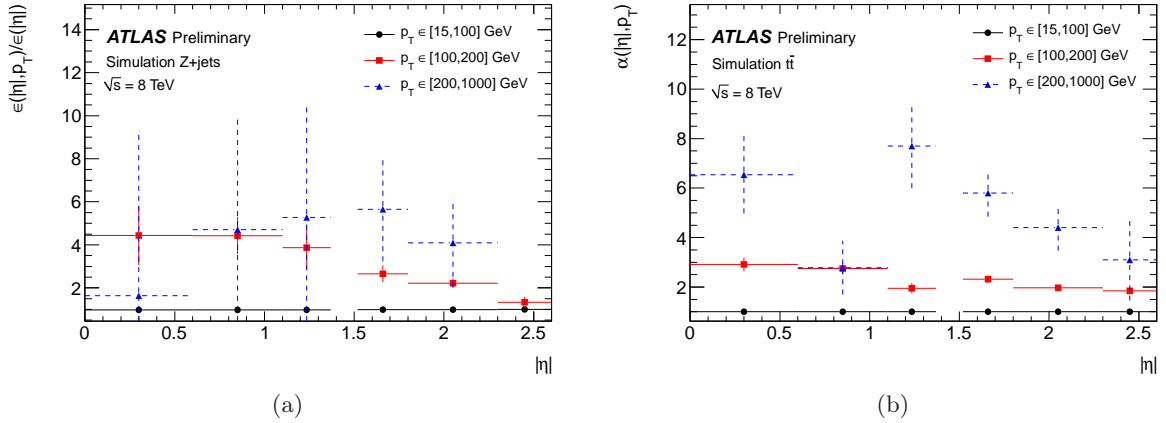 ϵ(|η|,p_T)/ϵ(|η|)
14
12
10
8
6
4
2
ATLAS Preliminary
Simulation Z+jets
√s = 8 TeV
p_T ∈ [15,100] GeV
p_T ∈ [100,200] GeV
p_T ∈ [200,1000] GeV
0 0.5 1 1.5 2 2.5
|η|
(a)
α(|η|,p_T)
12
10
8
6
4
2
ATLAS Preliminary
Simulation tt̄
√s = 8 TeV
p_T ∈ [15,100] GeV
p_T ∈ [100,200] GeV
p_T ∈ [200,1000] GeV
0 0.5 1 1.5 2 2.5
|η|
(b)